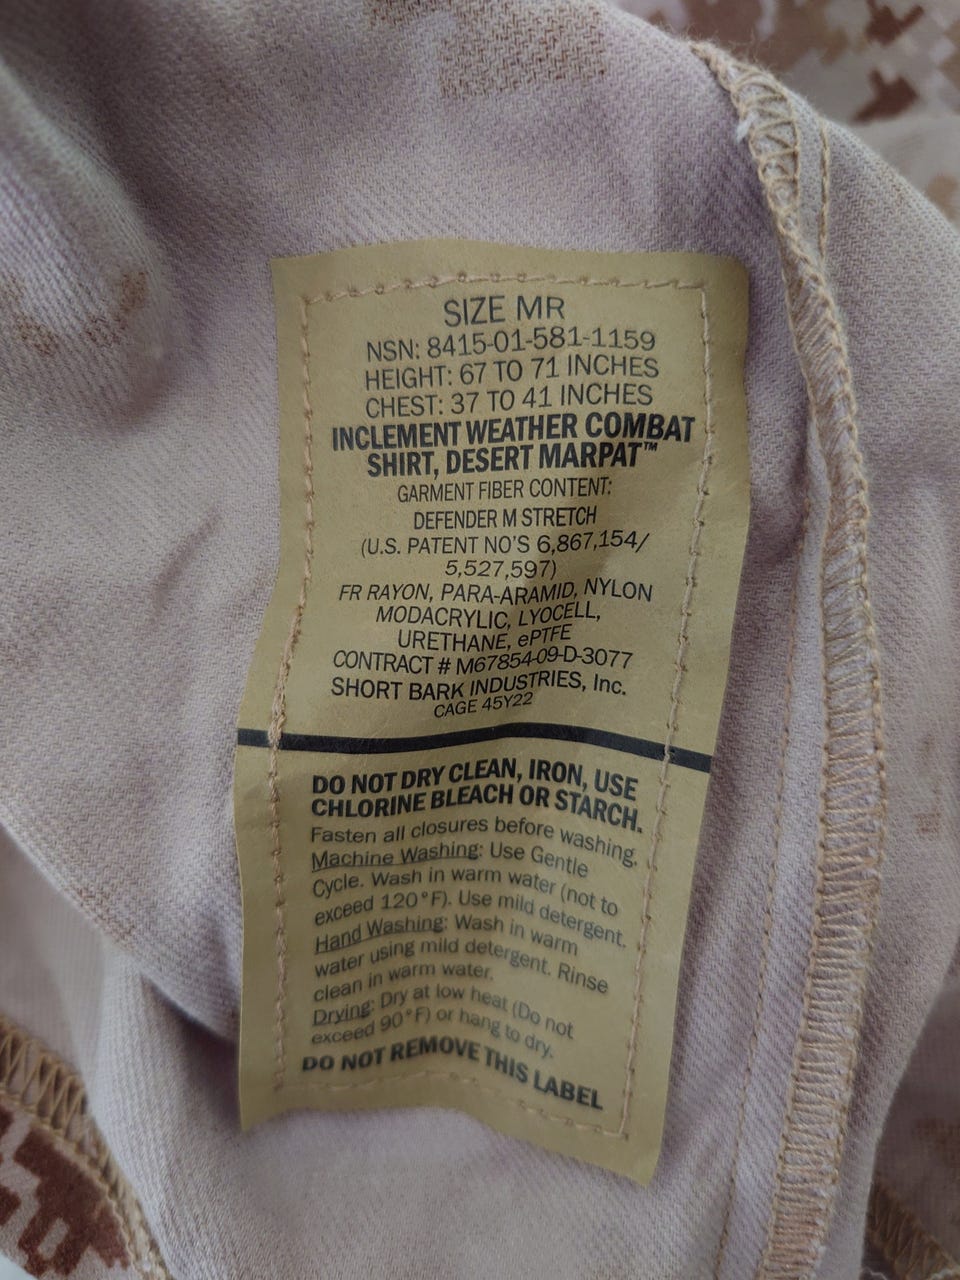 SIZE MR
NSN: 8415-01-581-1159
HEIGHT: 67 TO 71 INCHES
CHEST: 37 TO 41 INCHES
INCLEMENT WEATHER COMBAT
SHIRT, DESERT MARPAT™
GARMENT FIBER CONTENT:
DEFENDER M STRETCH
(U.S. PATENT NO'S 6,867,154/
5,527,597)
FR RAYON, PARA-ARAMID, NYLON
MODACRYLIC, LYOCELL,
URETHANE, ePTFE
CONTRACT # M67854-09-D-3077
SHORT BARK INDUSTRIES, Inc.
CAGE 45Y22
DO NOT DRY CLEAN, IRON, USE
CHLORINE BLEACH OR STARCH.
Fasten all closures before washing.
Machine Washing: Use Gentle
Cycle. Wash in warm water (not to
exceed 120°F). Use mild detergent.
Hand Washing: Wash in warm
water using mild detergent. Rinse
clean in warm water.
Drying: Dry at low heat (Do not
exceed 90°F) or hang to dry.
DO NOT REMOVE THIS LABEL